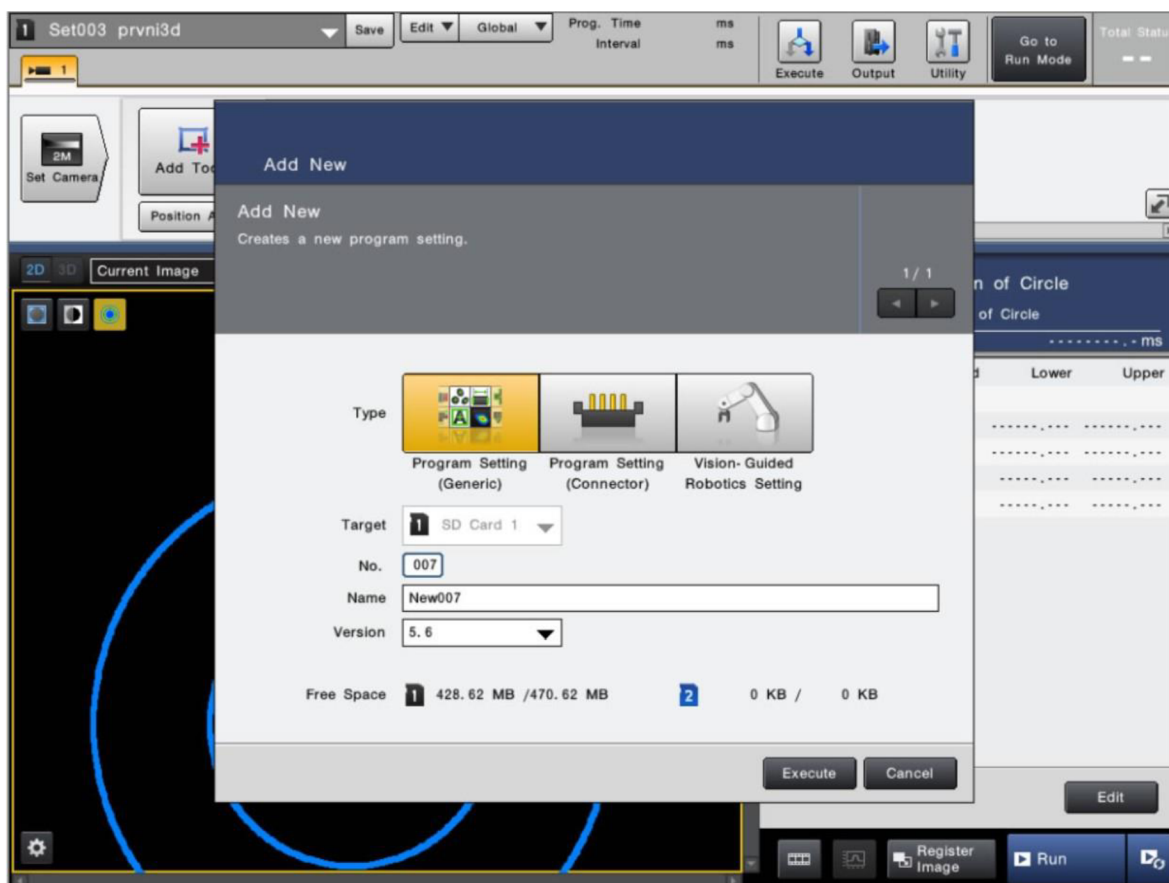 1 Set003 prvni3d Save Edit Global Prog. Time ms
Interval ms
Execute Output Utility
Go to
Run Mode
Total Statu
--
1
2M
Set Camera
Add Too
Position A
Add New
Add New
Creates a new program setting.
1/ 1
2D 3D Current Image
n of Circle
of Circle
--------.- ms
d Lower Upper
------.--- ------.---
-----.--- -----.---
-----.--- -----.---
-----.--- -----.---
Type
Program Setting
(Generic)
Program Setting
(Connector)
Vision-Guided
Robotics Setting
Target 1 SD Card 1
No. 007
Name New007
Version 5.6
Free Space 1 428.62 MB /470.62 MB 2 0 KB / 0 KB
Execute Cancel
Edit
Register
Image
Run